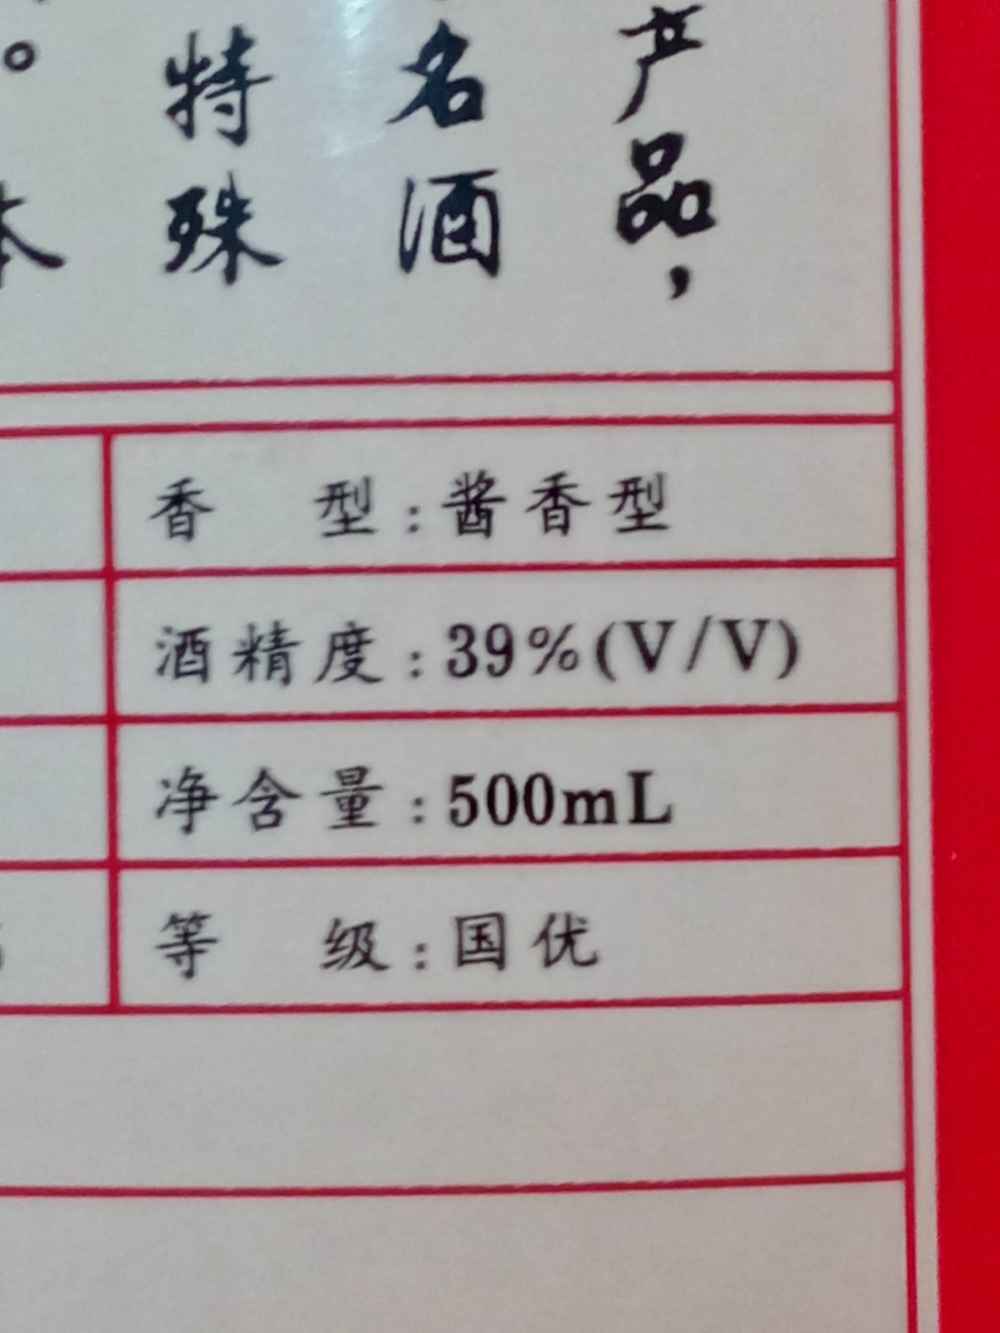 产品，
名酒
特殊
。本
香 型：酱香型
酒精度：39%(V/V)
净含量：500mL
等 级：国优